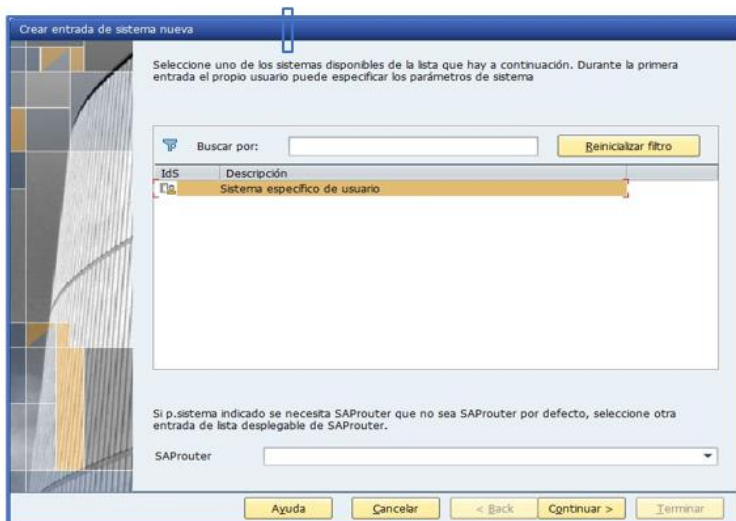 Crear entrada de sistema nueva
Seleccione uno de los sistemas disponibles de la lista que hay a continuación. Durante la primera
entrada el propio usuario puede especificar los parámetros de sistema
Buscar por:
Reinicializar filtro
IdS Descripción
Sistema específico de usuario
Si p.sistema indicado se necesita SAProuter que no sea SAProuter por defecto, seleccione otra
entrada de lista desplegable de SAProuter.
SAProuter
Ayuda Cancelar < Back Continuar > Terminar